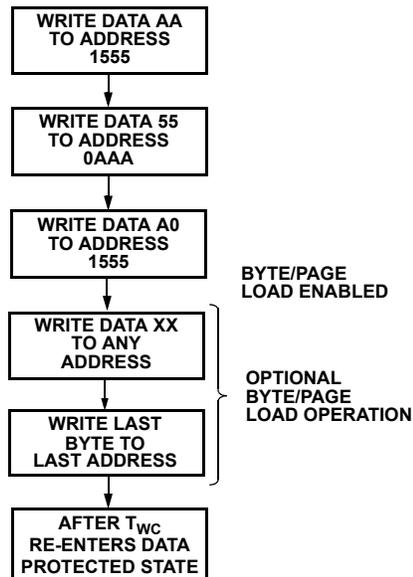 WRITE DATA AA
TO ADDRESS
1555
WRITE DATA 55
TO ADDRESS
0AAA
WRITE DATA A0
TO ADDRESS
1555
BYTE/PAGE
LOAD ENABLED
WRITE DATA XX
TO ANY
ADDRESS
OPTIONAL
BYTE/PAGE
LOAD OPERATION
WRITE LAST
BYTE TO
LAST ADDRESS
AFTER TWC
RE-ENTERS DATA
PROTECTED STATE